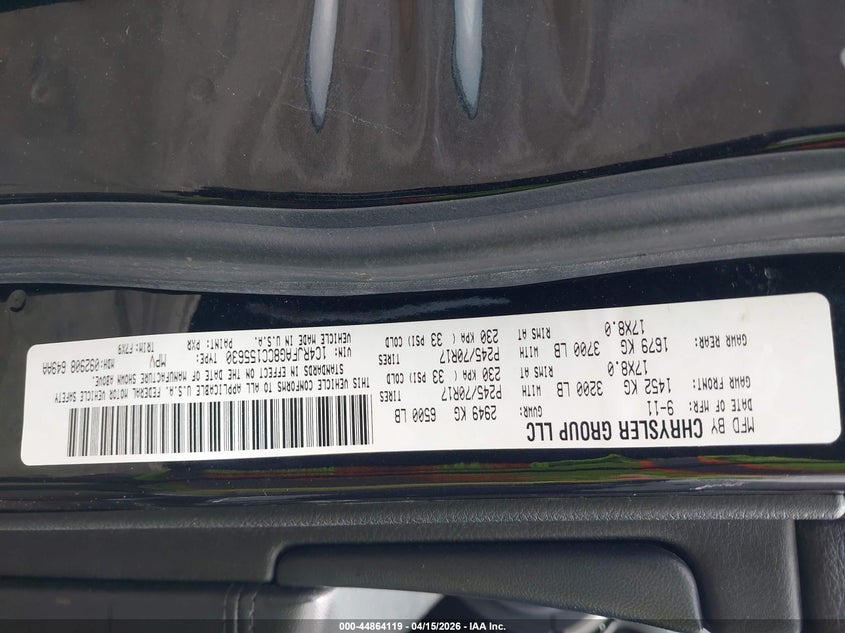 MFD BY CHRYSLER GROUP LLC
DATE OF MFR: 9-11 GVWR: 2949 KG 6500 LB
GAWR FRONT: 1452 KG 3200 LB WITH P245/70R17 TIRES
17X8.0 RIMS AT 230 KPA ( 33 PSI) COLD
GAWR REAR: 1679 KG 3700 LB WITH P245/70R17 TIRES
17X8.0 RIMS AT 230 KPA ( 33 PSI) COLD
THIS VEHICLE CONFORMS TO ALL APPLICABLE U.S.A. FEDERAL MOTOR VEHICLE SAFETY
STANDARDS IN EFFECT ON THE DATE OF MANUFACTURE SHOWN ABOVE.
VIN: 1C4RJFAG8CC155630 TYPE: MPV MDH:092908 649AA
VEHICLE MADE IN U.S.A. PAINT: PXR TRIM: F7X9
000-44864119 - 04/15/2026 - IAA Inc.